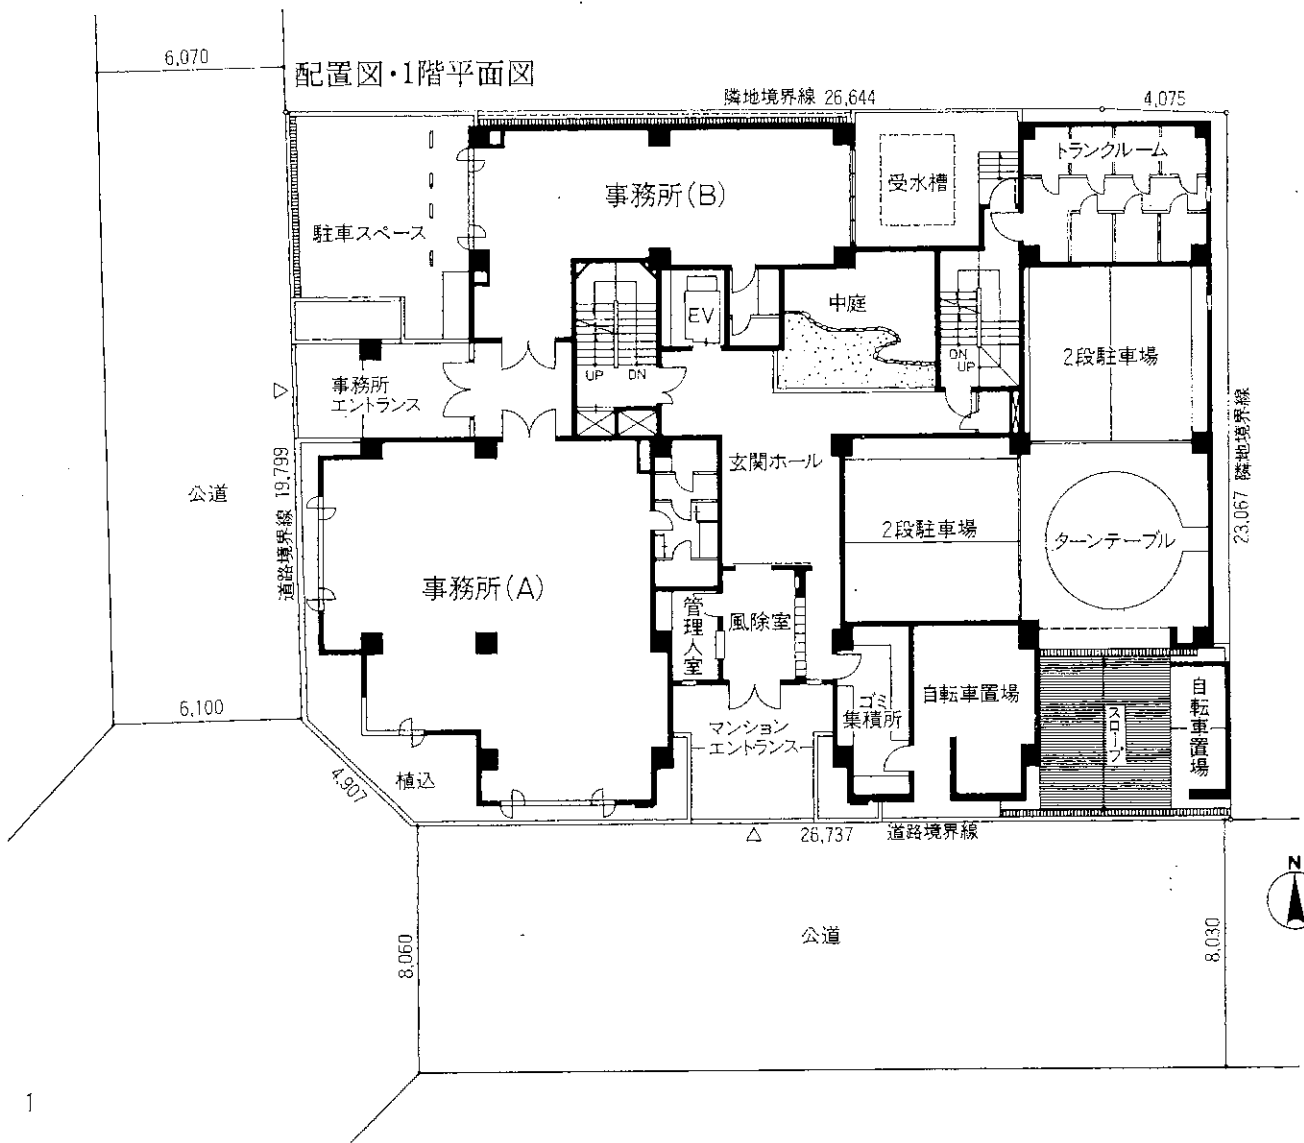 6,070
配置図・1階平面図
隣地境界線 26,644
4,075
トランクルーム
受水槽
事務所(B)
駐車スペース
EV
中庭
2段駐車場
DN
UP
UP
DN
事務所
エントランス
道路境界線 19,799
公道
玄関ホール
2段駐車場
ターンテーブル
23,067 隣地境界線
事務所(A)
管理人室
風除室
ゴミ
集積所
自転車置場
スロープ
自転車置場
マンション
エントランス
6,100
4,907
植込
26,737
道路境界線
N
8,060
公道
8,030
1